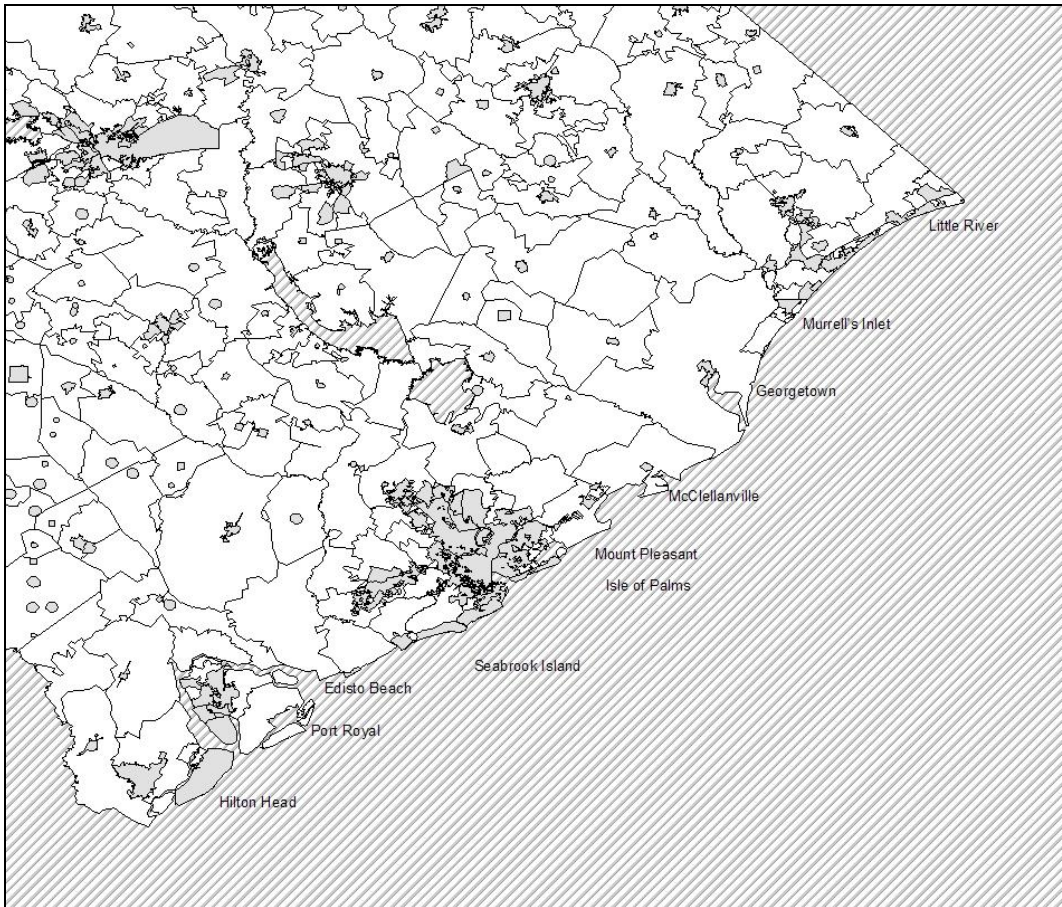 Little River
Murrell's Inlet
Georgetown
McClellanville
Mount Pleasant
Isle of Palms
Seabrook Island
Edisto Beach
Port Royal
Hilton Head